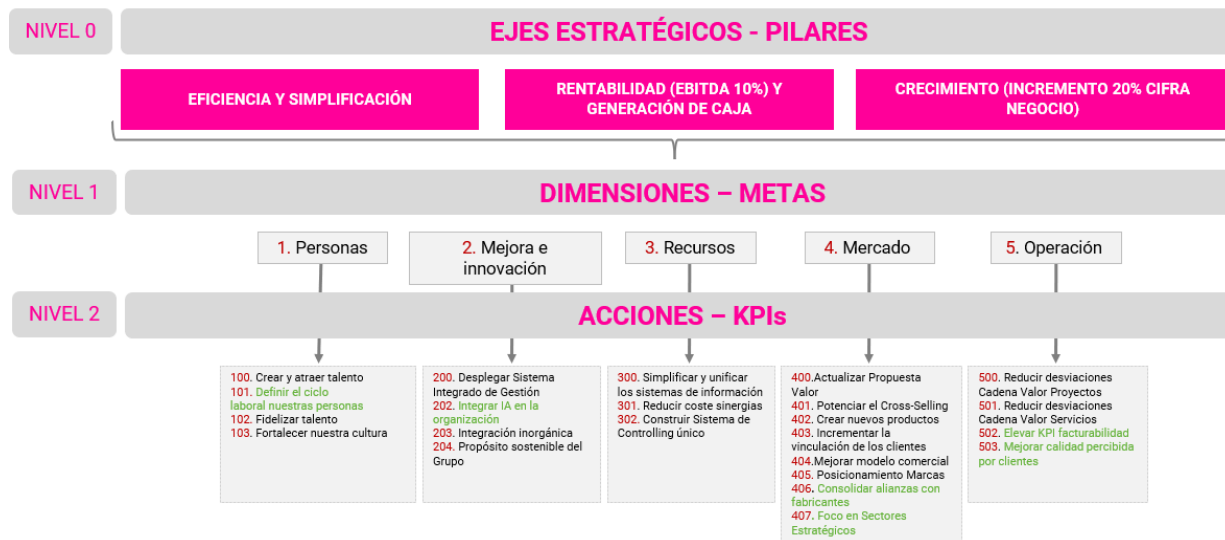 NIVEL 0
EJES ESTRATÉGICOS - PILARES
EFICIENCIA Y SIMPLIFICACIÓN
RENTABILIDAD (EBITDA 10%) Y
GENERACIÓN DE CAJA
CRECIMIENTO (INCREMENTO 20% CIFRA
NEGOCIO)
NIVEL 1
DIMENSIONES – METAS
1. Personas
2. Mejora e
innovación
3. Recursos
4. Mercado
5. Operación
NIVEL 2
ACCIONES – KPIs
100. Crear y atraer talento
101. Definir el ciclo
laboral nuestras personas
102. Fidelizar talento
103. Fortalecer nuestra cultura
200. Desplegar Sistema
Integrado de Gestión
202. Integrar IA en la
organización
203. Integración inorgánica
204. Propósito sostenible del
Grupo
300. Simplificar y unificar
los sistemas de información
301. Reducir coste sinergias
302. Construir Sistema de
Controlling único
400.Actualizar Propuesta
Valor
401. Potenciar el Cross-Selling
402. Crear nuevos productos
403. Incrementar la
vinculación de los clientes
404.Mejorar modelo comercial
405. Posicionamiento Marcas
406. Consolidar alianzas con
fabricantes
407. Foco en Sectores
Estratégicos
500. Reducir desviaciones
Cadena Valor Proyectos
501. Reducir desviaciones
Cadena Valor Servicios
502. Elevar KPI facturabilidad
503. Mejorar calidad percibida
por clientes